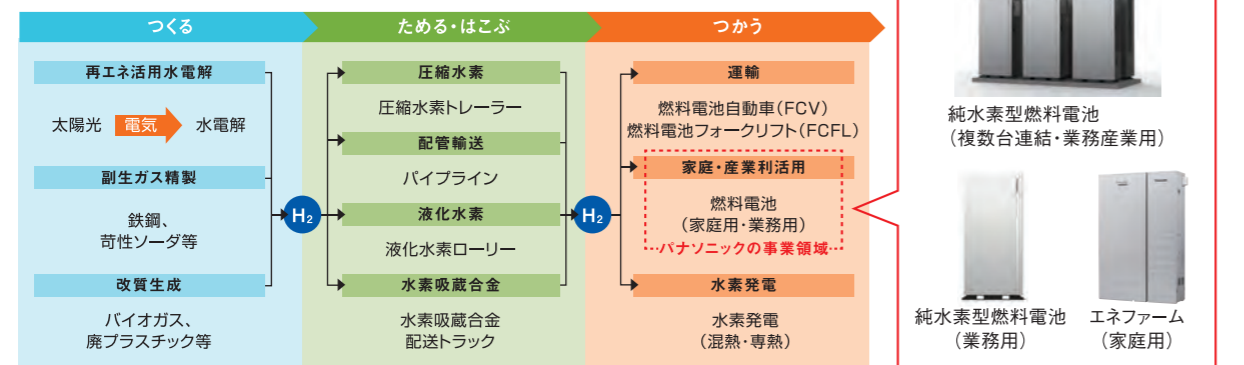 つくる
再エネ活用水電解
太陽光 電気 水電解
副生ガス精製
鉄鋼、
苛性ソーダ等
改質生成
バイオガス、
廃プラスチック等
H₂
ためる・はこぶ
圧縮水素
圧縮水素トレーラー
配管輸送
パイプライン
液化水素
液化水素ローリー
水素吸蔵合金
水素吸蔵合金
配送トラック
H₂
つかう
運輸
燃料電池自動車(FCV)
燃料電池フォークリフト(FCFL)
家庭・産業利活用
燃料電池
(家庭用・業務用)
パナソニックの事業領域
水素発電
水素発電
(混熱・専熱)
純水素型燃料電池
(複数台連結・業務産業用)
純水素型燃料電池
(業務用)
エネファーム
(家庭用)